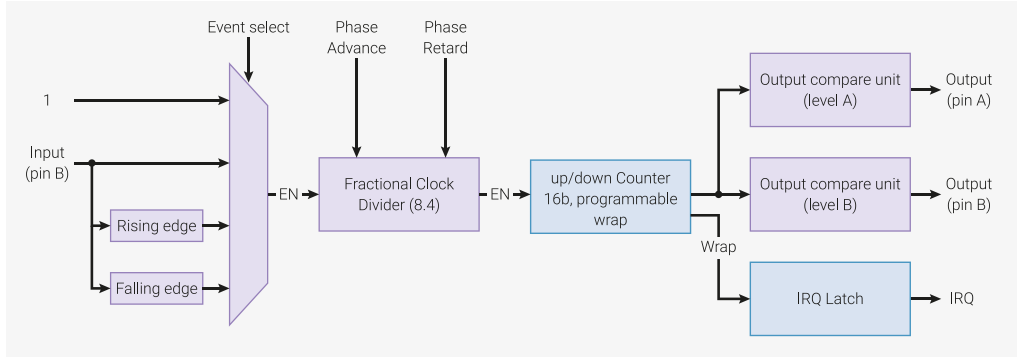 Event select
Phase
Advance
Phase
Retard
1
Input
(pin B)
Rising edge
Falling edge
EN
Fractional Clock
Divider (8.4)
EN
up/down Counter
16b, programmable
wrap
Wrap
Output compare unit
(level A)
Output
(pin A)
Output compare unit
(level B)
Output
(pin B)
IRQ Latch
IRQ